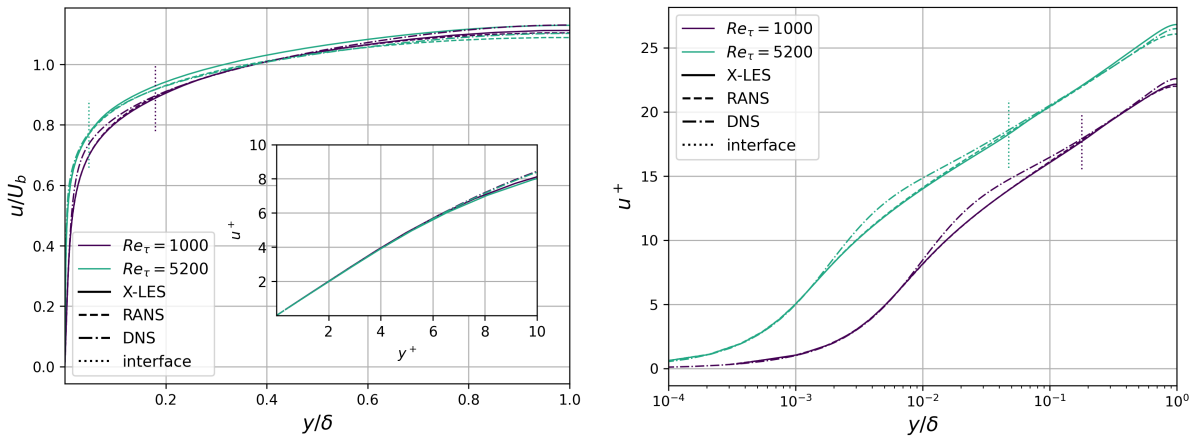 1.0
0.8
0.6
0.4
0.2
0.0
u/U_b
0.2
0.4
0.6
0.8
1.0
y/δ
Re_τ = 1000
Re_τ = 5200
X-LES
RANS
DNS
interface
10
8
6
4
2
u^+
2
4
6
8
10
y^+
25
20
15
10
5
0
u^+
10^{-4}
10^{-3}
10^{-2}
10^{-1}
10^0
y/δ
Re_τ = 1000
Re_τ = 5200
X-LES
RANS
DNS
interface